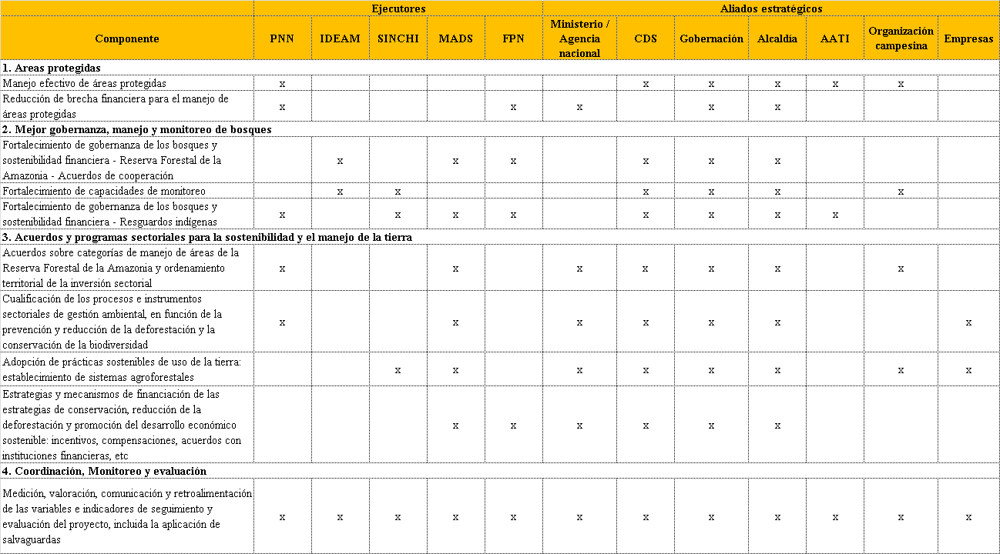 Ejecutores Aliados estratégicos
Componente PNN IDEAM SINCHI MADS FPN Ministerio / Agencia nacional CDS Gobernación Alcaldía AATI Organización campesina Empresas
1. Areas protegidas
Manejo efectivo de áreas protegidas x x x x x x
Reducción de brecha financiera para el manejo de
áreas protegidas x x x x x
2. Mejor gobernanza, manejo y monitoreo de bosques
Fortalecimiento de gobernanza de los bosques y
sostenibilidad financiera - Reserva Forestal de la x x x x x x
Amazonia - Acuerdos de cooperación
Fortalecimiento de capacidades de monitoreo x x x x x x
Fortalecimiento de gobernanza de los bosques y
sostenibilidad financiera - Resguardos indígenas x x x x x x x x
3. Acuerdos y programas sectoriales para la sostenibilidad y el manejo de la tierra
Acuerdos sobre categorías de manejo de áreas de la
Reserva Forestal de la Amazonia y ordenamiento x x x x x x x
territorial de la inversión sectorial
Cualificación de los procesos e instrumentos
sectoriales de gestión ambiental, en función de la
prevención y reducción de la deforestación y la x x x x x x x
conservación de la biodiversidad
Adopción de prácticas sostenibles de uso de la tierra:
establecimiento de sistemas agroforestales x x x x x x x x
Estrategias y mecanismos de financiación de las
estrategias de conservación, reducción de la
deforestación y promoción del desarrollo económico x x x x x x
sostenible: incentivos, compensaciones, acuerdos con
instituciones financieras, etc
4. Coordinación, Monitoreo y evaluación
Medición, valoración, comunicación y retroalimentación
de las variables e indicadores de seguimiento y
evaluación del proyecto, incluida la aplicación de x x x x x x x x x x x x
salvaguardas